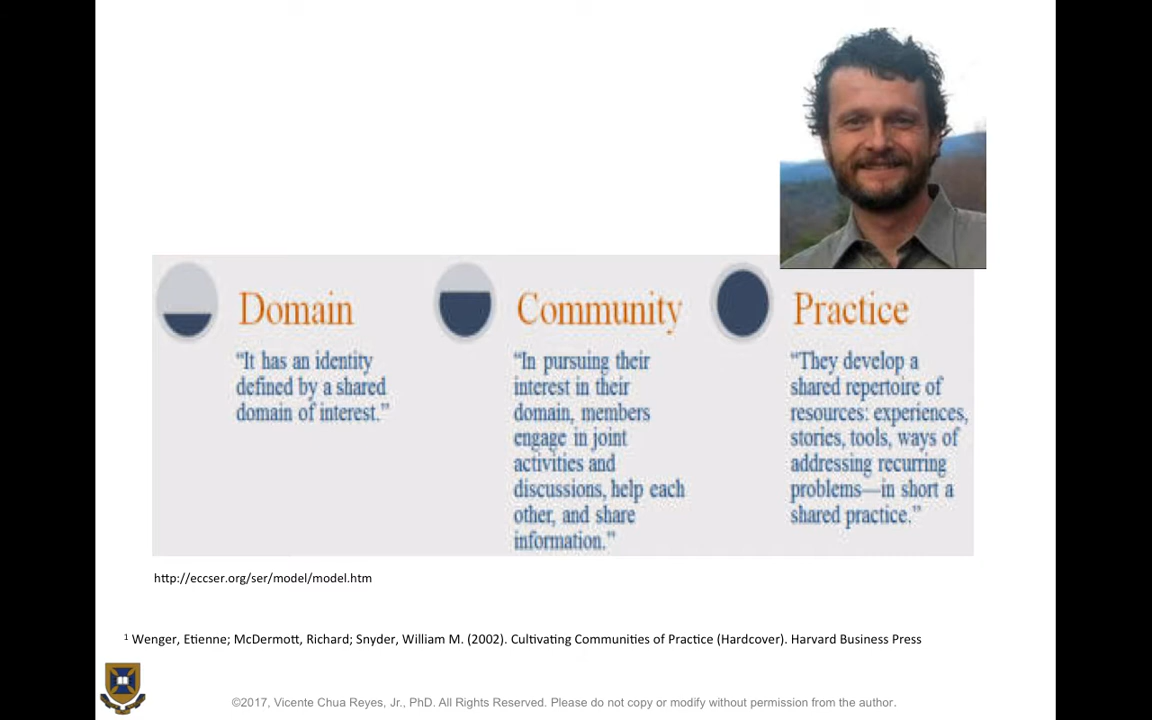 Domain
“It has an identity
defined by a shared
domain of interest.”
Community
“In pursuing their
interest in their
domain, members
engage in joint
activities and
discussions, help each
other, and share
information.”
Practice
“They develop a
shared repertoire of
resources: experiences,
stories, tools, ways of
addressing recurring
problems—in short a
shared practice.”
http://eccser.org/ser/model/model.htm
¹ Wenger, Etienne; McDermott, Richard; Snyder, William M. (2002). Cultivating Communities of Practice (Hardcover). Harvard Business Press
©2017, Vicente Chua Reyes, Jr., PhD. All Rights Reserved. Please do not copy or modify without permission from the author.